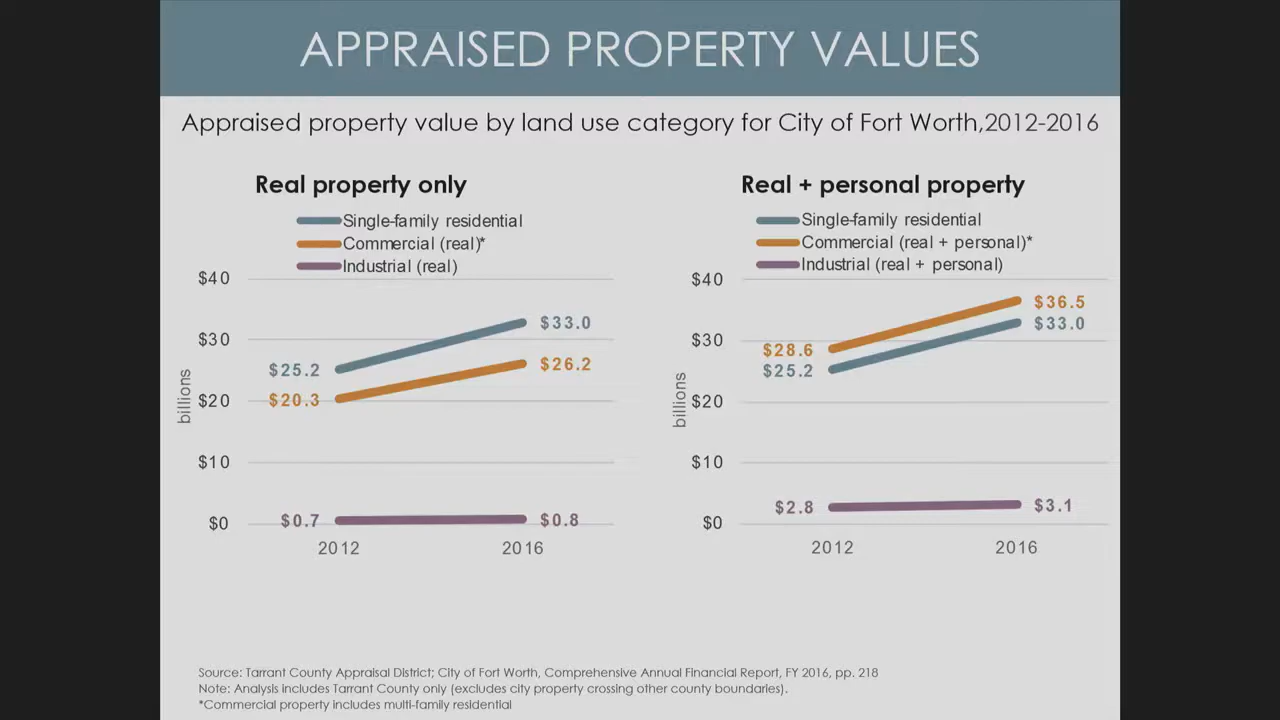 APPRAISED PROPERTY VALUES
Appraised property value by land use category for City of Fort Worth,2012-2016
Real property only
Single-family residential
Commercial (real)*
Industrial (real)
$40
$30
$20
$10
$0
billions
$25.2
$20.3
$0.7
$33.0
$26.2
$0.8
2012
2016
Real + personal property
Single-family residential
Commercial (real + personal)*
Industrial (real + personal)
$40
$30
$20
$10
$0
billions
$28.6
$25.2
$2.8
$36.5
$33.0
$3.1
2012
2016
Source: Tarrant County Appraisal District; City of Fort Worth, Comprehensive Annual Financial Report, FY 2016, pp. 218
Note: Analysis includes Tarrant County only (excludes city property crossing other county boundaries).
*Commercial property includes multi-family residential